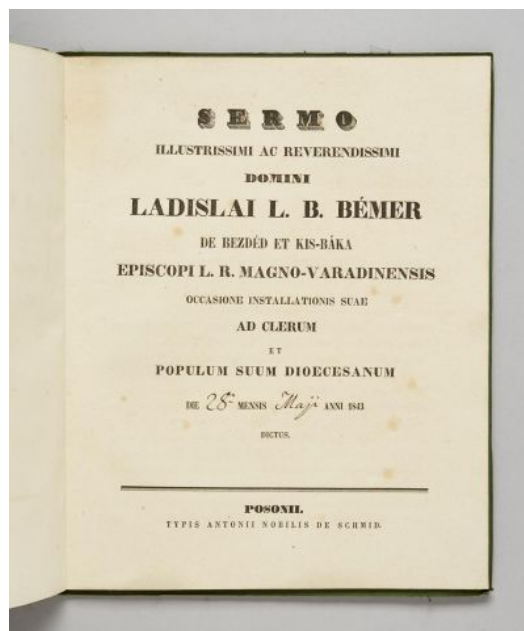 SERMO
ILLUSTRISSIMI AC REVERENDISSIMI
DOMINI
LADISLAI L. B. BÉMER
DE BEZDÉD ET KIS-BÁKA
EPISCOPI L. R. MAGNO-VARADINENSIS
OCCASIONE INSTALLATIONIS SUAE
AD CLERUM
ET
POPULUM SUUM DIOECESANUM
DIE 28a MENSIS Maji ANNI 1843
DICTUS.
POSONII.
TYPIS ANTONII NOBILIS DE SCHMID.